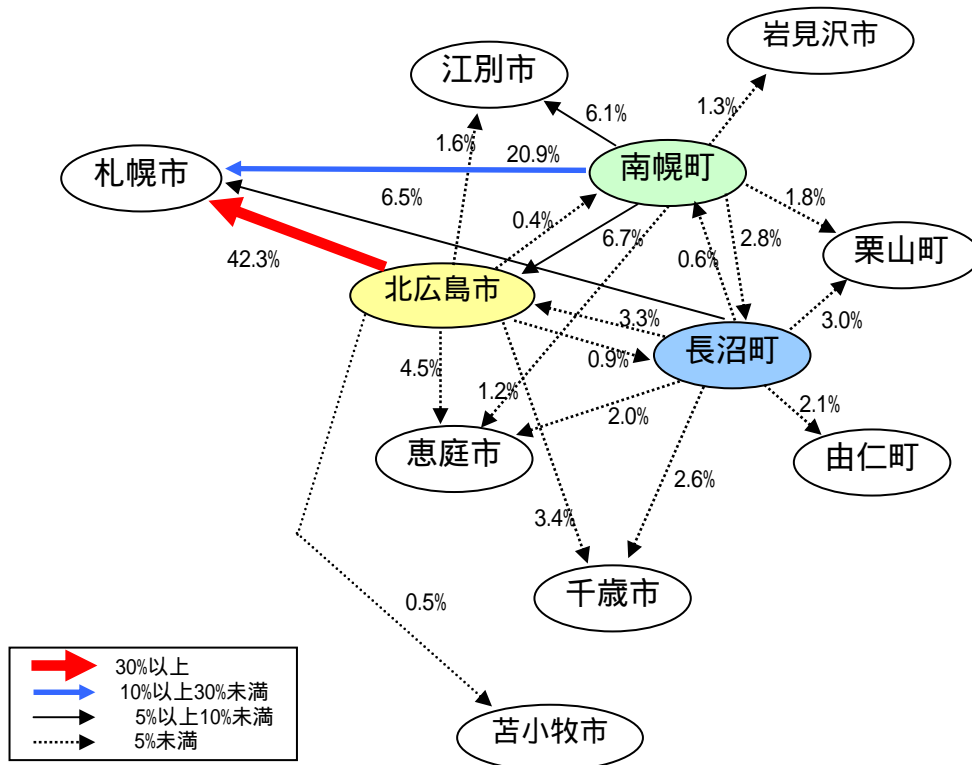 岩見沢市
江別市
1.3%
6.1%
1.6%
20.9%
南幌町
札幌市
6.5%
1.8%
0.4%
6.7%
2.8%
栗山町
42.3%
0.6%
北広島市
3.3%
3.0%
長沼町
0.9%
4.5%
1.2%
2.0%
2.1%
恵庭市
由仁町
2.6%
3.4%
千歳市
0.5%
30%以上
10%以上30%未満
5%以上10%未満
5%未満
苫小牧市